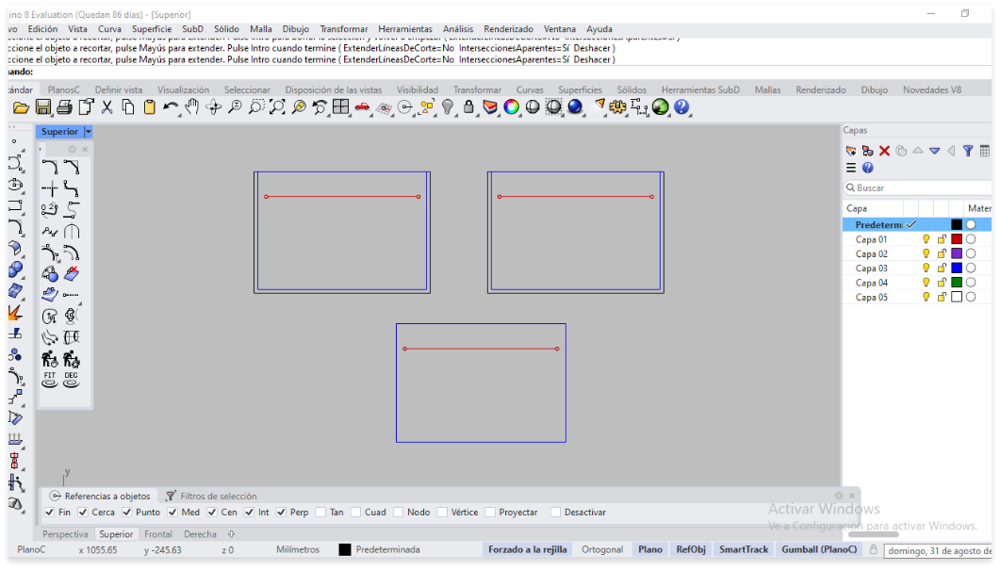 ino 8 Evaluation (Quedan 86 días) - [Superior]
vo Edición Vista Curva Superficie SubD Sólido Malla Dibujo Transformar Herramientas Análisis Renderizado Ventana Ayuda
ccione el objeto a recortar, pulse Mayús para extender. Pulse Intro cuando termine ( ExtenderLíneasDeCorte=No IntersecciónesAparentes=Sí Deshacer )
ccione el objeto a recortar, pulse Mayús para extender. Pulse Intro cuando termine ( ExtenderLíneasDeCorte=No InterseccionesAparentes=Sí Deshacer )
ando:
ándar PlanosC Definir vista Visualización Seleccionar Disposición de las vistas Visibilidad Transformar Curvas Superficies Sólidos Herramientas SubD Mallas Renderizado Dibujo Novedades V8
Superior
Capas
Buscar
Capa Mater
Predeterm
Capa 01
Capa 02
Capa 03
Capa 04
Capa 05
FIT DEG
y
Referencias a objetos Filtros de selección
Fin Cerca Punto Med Cen Int Perp Tan Cuad Nodo Vértice Proyectar Desactivar
Activar Windows
Ve a Configuración para activar Windows.
Perspectiva Superior Frontal Derecha
PlanoC x 1055.65 y -245.63 z 0 Milímetros Predeterminada Forzado a la rejilla Ortogonal Plano RefObj SmartTrack Gumball (PlanoC) domingo, 31 de agosto de